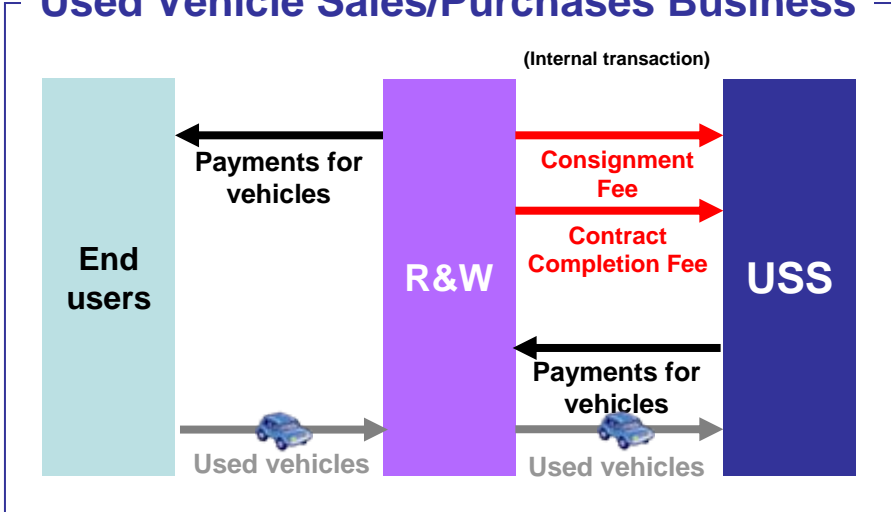 Used Vehicle Sales/Purchases Business
(Internal transaction)
Payments for
vehicles
Consignment
Fee
Contract
Completion Fee
End
users
R&W
USS
Payments for
vehicles
Used vehicles
Used vehicles